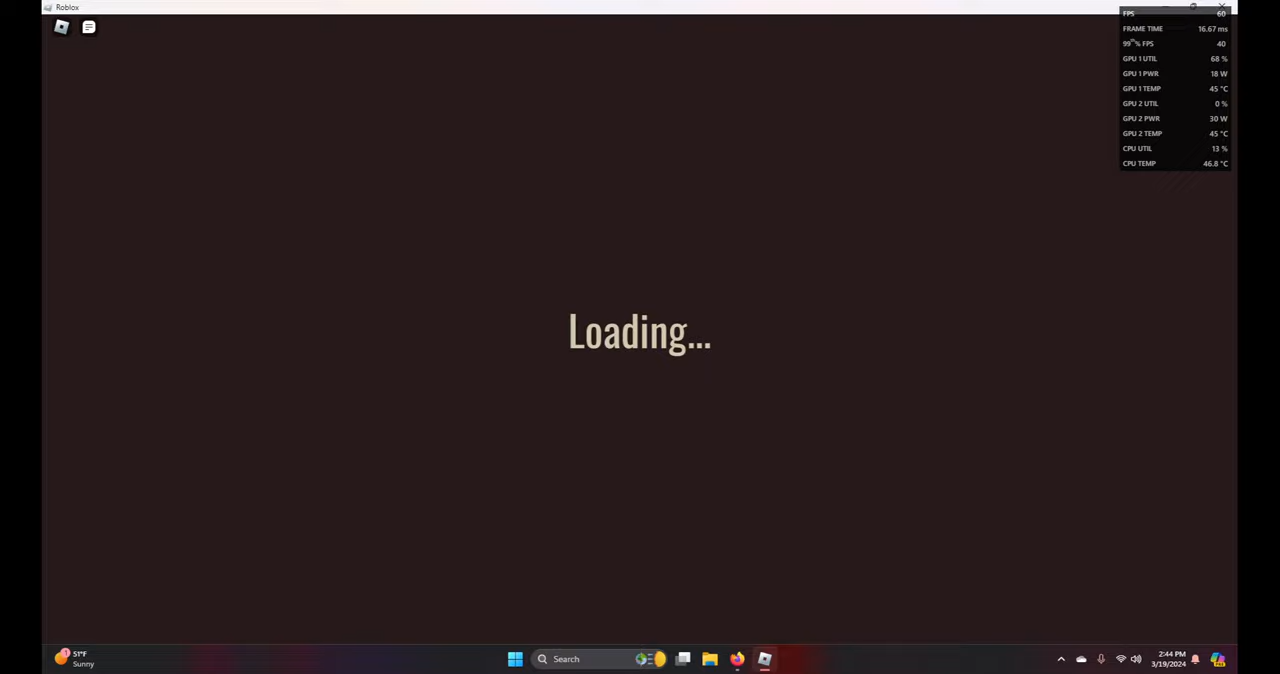 Roblox
FPS 60
FRAME TIME 16.67 ms
99th% FPS 40
GPU 1 UTIL 68 %
GPU 1 PWR 18 W
GPU 1 TEMP 45 °C
GPU 2 UTIL 0 %
GPU 2 PWR 30 W
GPU 2 TEMP 45 °C
CPU UTIL 13 %
CPU TEMP 46.8 °C
Loading...
1
51°F
Sunny
Search
2:44 PM
3/19/2024